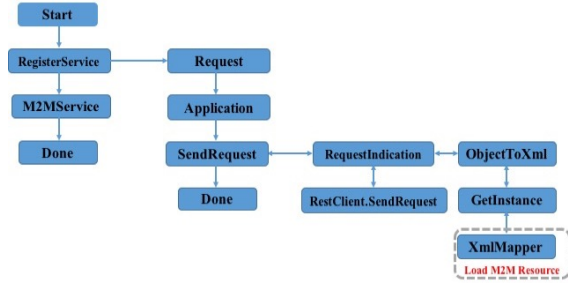 Start
RegisterService
Request
M2MService
Application
Done
SendRequest
RequestIndication
ObjectToXml
Done
RestClient.SendRequest
GetInstance
XmlMapper
Load M2M Resource